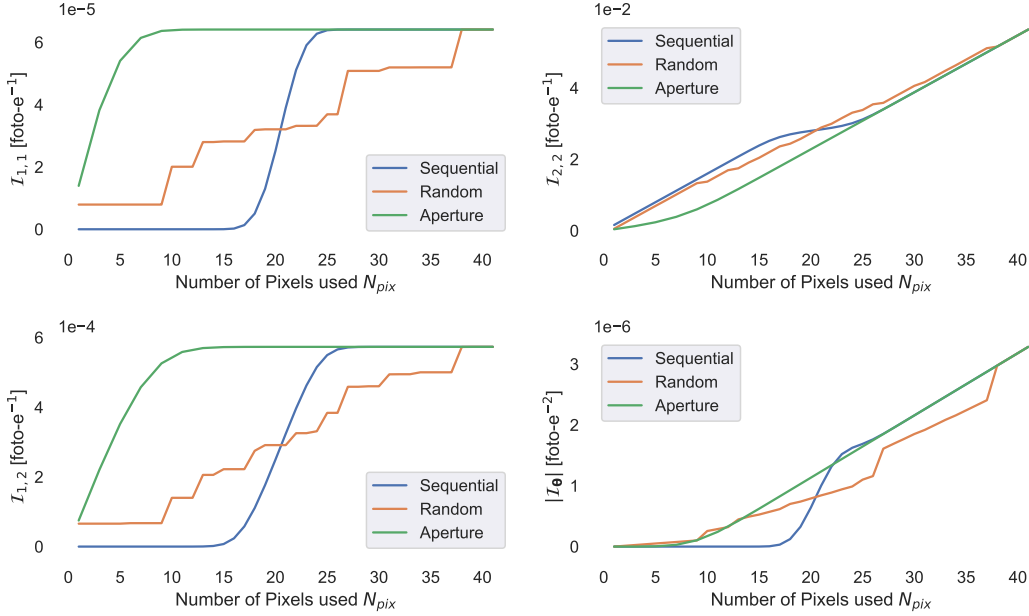 1e−5
6
4
2
0
ℐ1,1 [foto-e−1]
Sequential
Random
Aperture
0 5 10 15 20 25 30 35 40
Number of Pixels used Npix
1e−2
4
2
0
ℐ2,2 [foto-e−1]
Sequential
Random
Aperture
0 5 10 15 20 25 30 35 40
Number of Pixels used Npix
1e−4
6
4
2
0
ℐ1,2 [foto-e−1]
Sequential
Random
Aperture
0 5 10 15 20 25 30 35 40
Number of Pixels used Npix
1e−6
3
2
1
0
|ℐθ| [foto-e−2]
Sequential
Random
Aperture
0 5 10 15 20 25 30 35 40
Number of Pixels used Npix